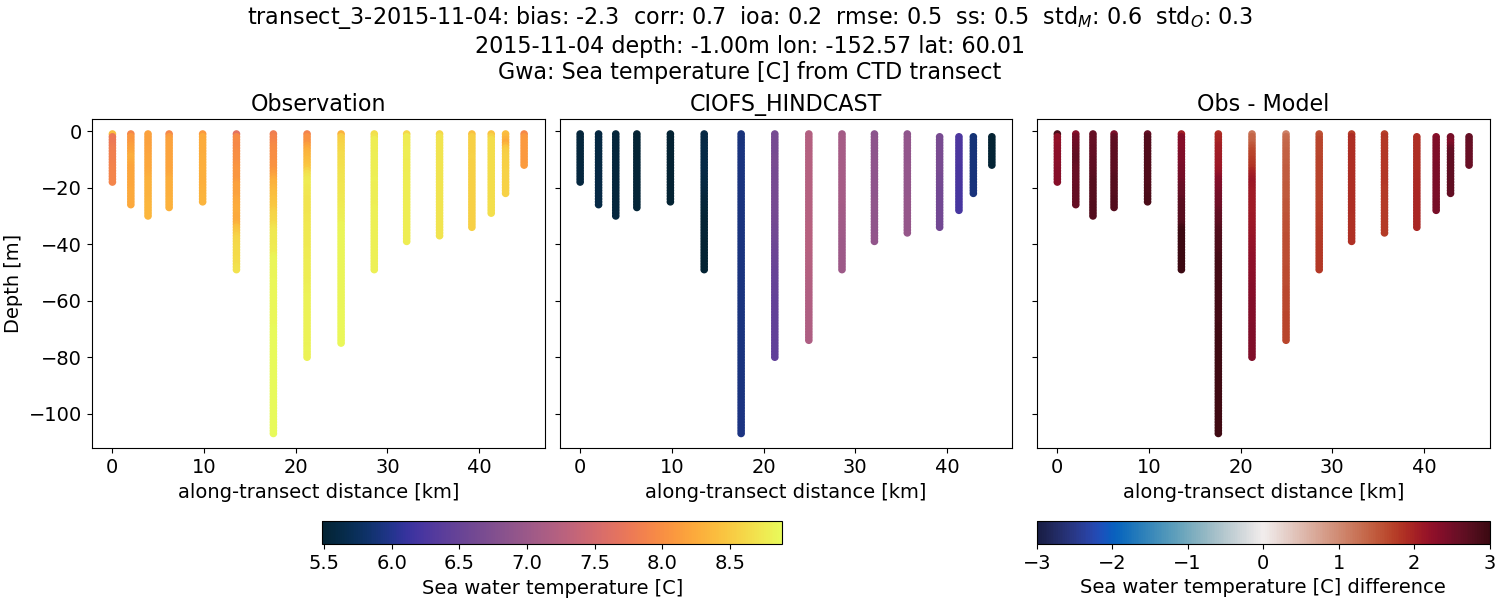 transect_3-2015-11-04: bias: -2.3 corr: 0.7 ioa: 0.2 rmse: 0.5 ss: 0.5 std_M: 0.6 std_O: 0.3
2015-11-04 depth: -1.00m lon: -152.57 lat: 60.01
Gwa: Sea temperature [C] from CTD transect
Observation
CIOFS_HINDCAST
Obs - Model
Depth [m]
0
−20
−40
−60
−80
−100
0 10 20 30 40
0 10 20 30 40
0 10 20 30 40
along-transect distance [km]
along-transect distance [km]
along-transect distance [km]
5.5 6.0 6.5 7.0 7.5 8.0 8.5
Sea water temperature [C]
−3 −2 −1 0 1 2 3
Sea water temperature [C] difference